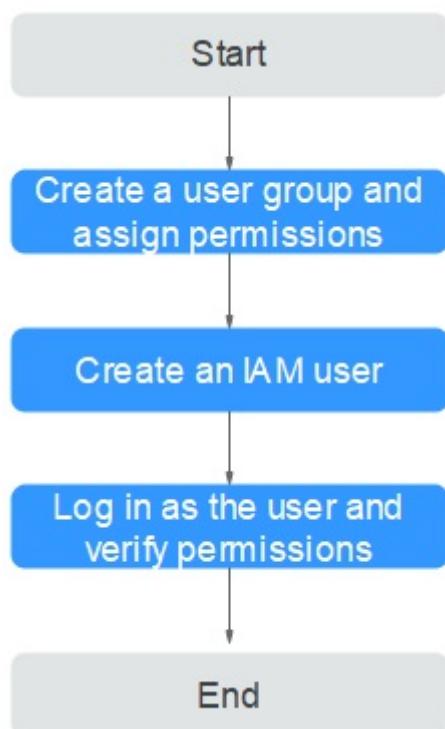 Start
Create a user group and
assign permissions
Create an IAM user
Log in as the user and
verify permissions
End